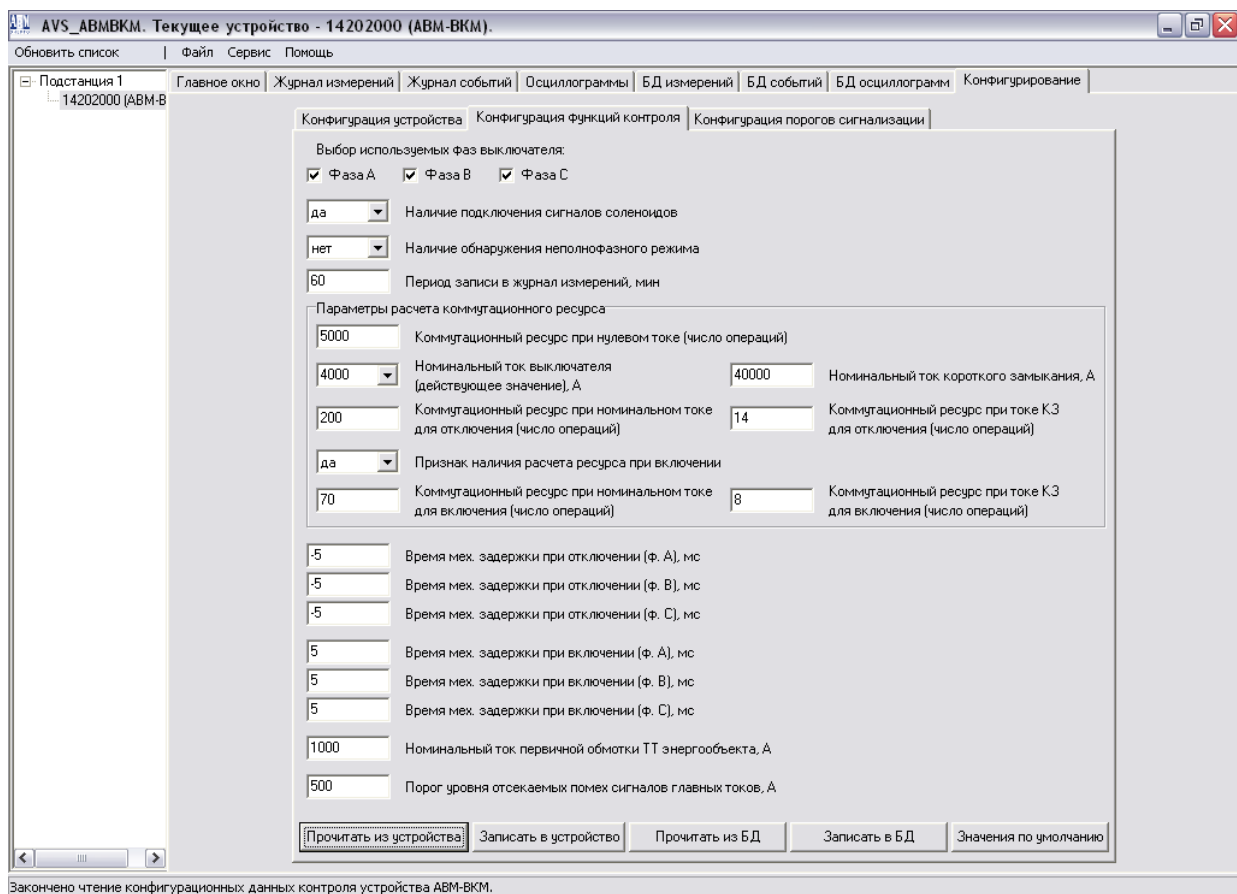 AVS_ABMBKM. Текущее устройство - 14202000 (АВМ-ВКМ).
Обновить список | Файл Сервис Помощь
Подстанция 1
14202000 (АВМ-В
Главное окно Журнал измерений Журнал событий Осциллограммы БД измерений БД событий БД осциллограмм Конфигурирование
Конфигурация устройства Конфигурация функций контроля Конфигурация порогов сигнализации
Выбор используемых фаз выключателя:
Фаза А Фаза В Фаза С
да Наличие подключения сигналов соленоидов
нет Наличие обнаружения неполнофазного режима
60 Период записи в журнал измерений, мин
Параметры расчета коммутационного ресурса
5000 Коммутационный ресурс при нулевом токе (число операций)
4000 Номинальный ток выключателя
(действующее значение), А
40000 Номинальный ток короткого замыкания, А
200 Коммутационный ресурс при номинальном токе
для отключения (число операций)
14 Коммутационный ресурс при токе КЗ
для отключения (число операций)
да Признак наличия расчета ресурса при включении
70 Коммутационный ресурс при номинальном токе
для включения (число операций)
8 Коммутационный ресурс при токе КЗ
для включения (число операций)
-5 Время мех. задержки при отключении (ф. А), мс
-5 Время мех. задержки при отключении (ф. В), мс
-5 Время мех. задержки при отключении (ф. С), мс
5 Время мех. задержки при включении (ф. А), мс
5 Время мех. задержки при включении (ф. В), мс
5 Время мех. задержки при включении (ф. С), мс
1000 Номинальный ток первичной обмотки ТТ энергообъекта, А
500 Порог уровня отсекаемых помех сигналов главных токов, А
Прочитать из устройства Записать в устройство Прочитать из БД Записать в БД Значения по умолчанию
Закончено чтение конфигурационных данных контроля устройства АВМ-ВКМ.